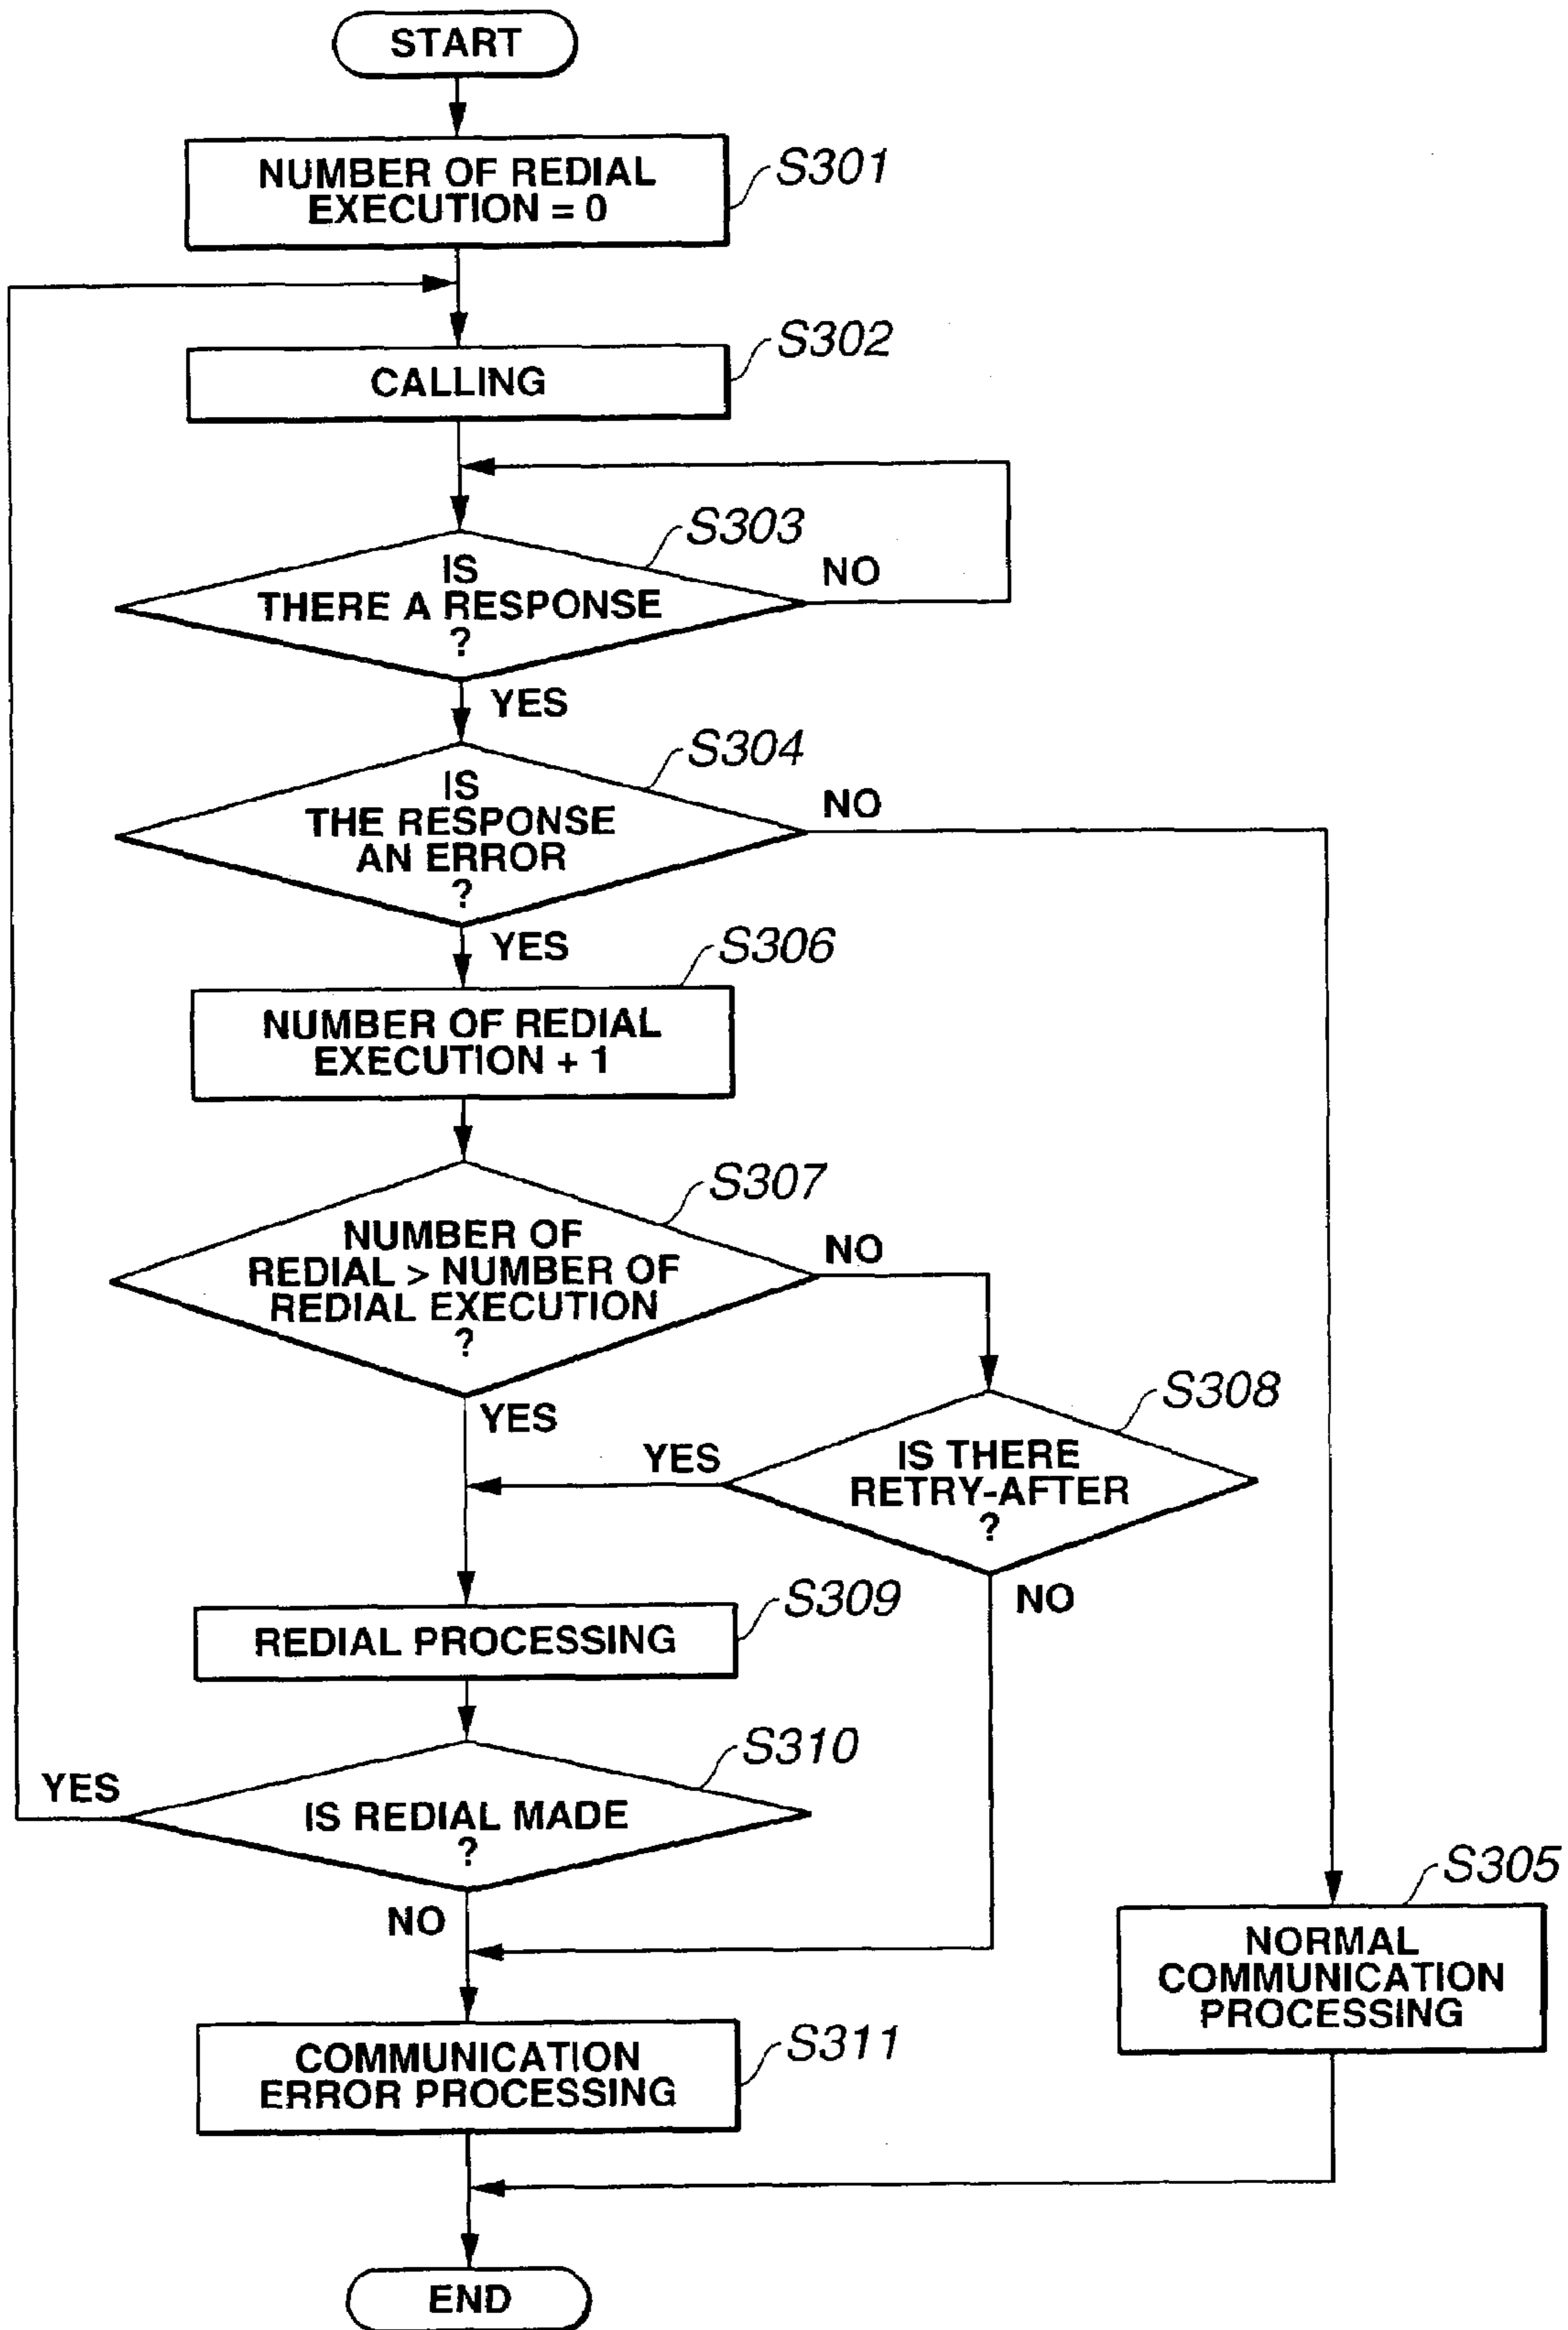 START
NUMBER OF REDIAL
EXECUTION = 0
S301
CALLING
S302
S303
IS
THERE A RESPONSE
?
NO
YES
S304
IS
THE RESPONSE
AN ERROR
?
NO
YES
S306
NUMBER OF REDIAL
EXECUTION + 1
S307
NUMBER OF
REDIAL > NUMBER OF
REDIAL EXECUTION
?
NO
YES
S308
IS THERE
RETRY-AFTER
?
YES
NO
S309
REDIAL PROCESSING
S310
IS REDIAL MADE
?
YES
NO
S305
NORMAL
COMMUNICATION
PROCESSING
S311
COMMUNICATION
ERROR PROCESSING
END